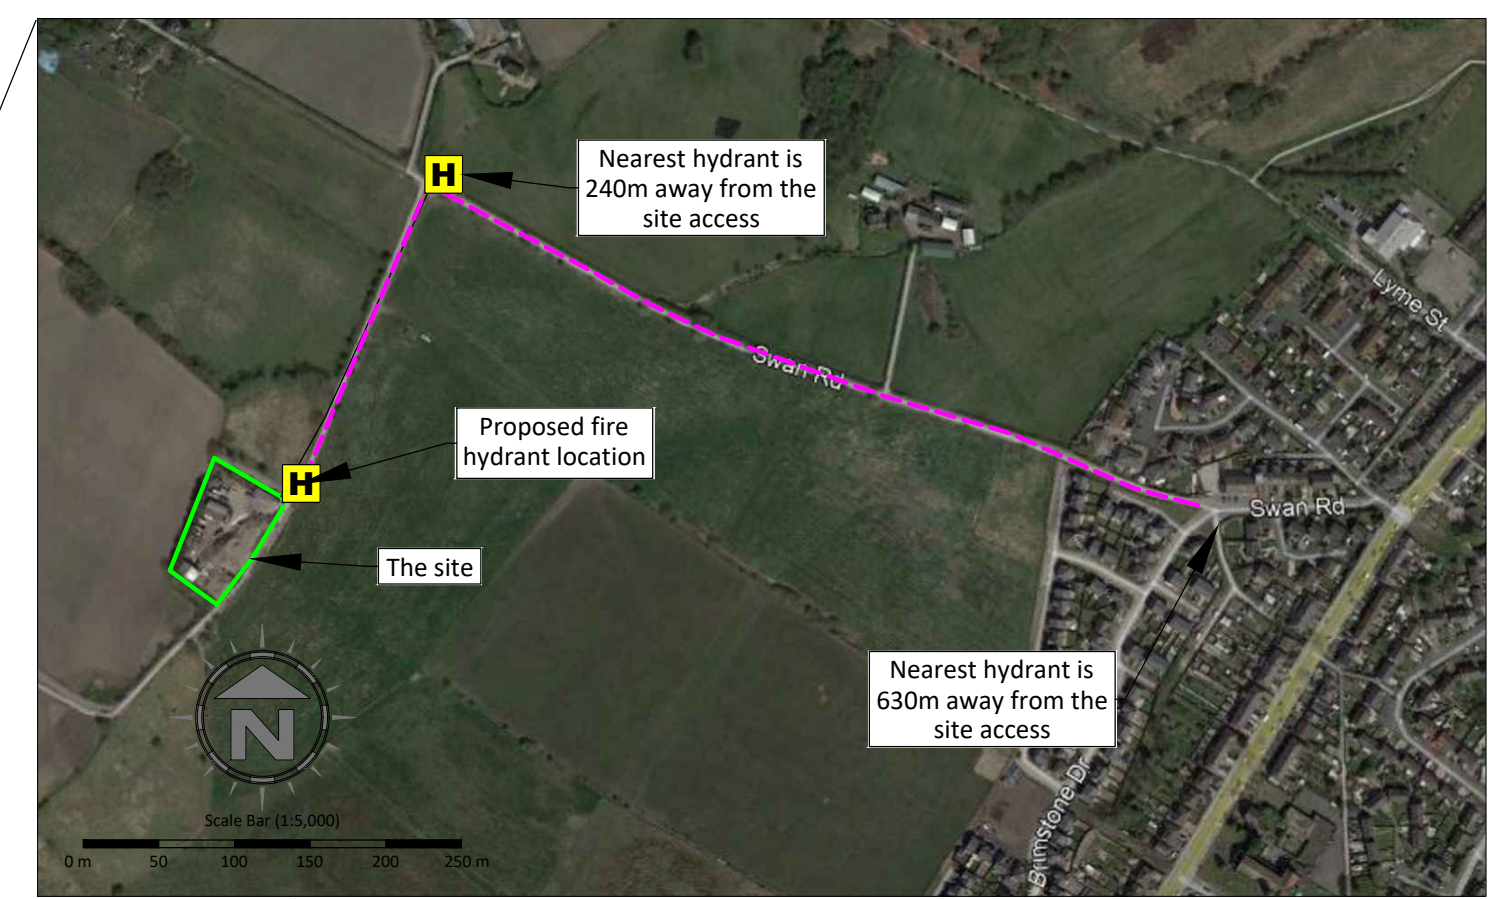 H
Nearest hydrant is
240m away from the
site access
Lyme St
Swan Rd
Proposed fire
hydrant location
H
Swan Rd
The site
Nearest hydrant is
630m away from the
site access
N
Brimstone Dr
Scale Bar (1:5,000)
0 m 50 100 150 200 250 m